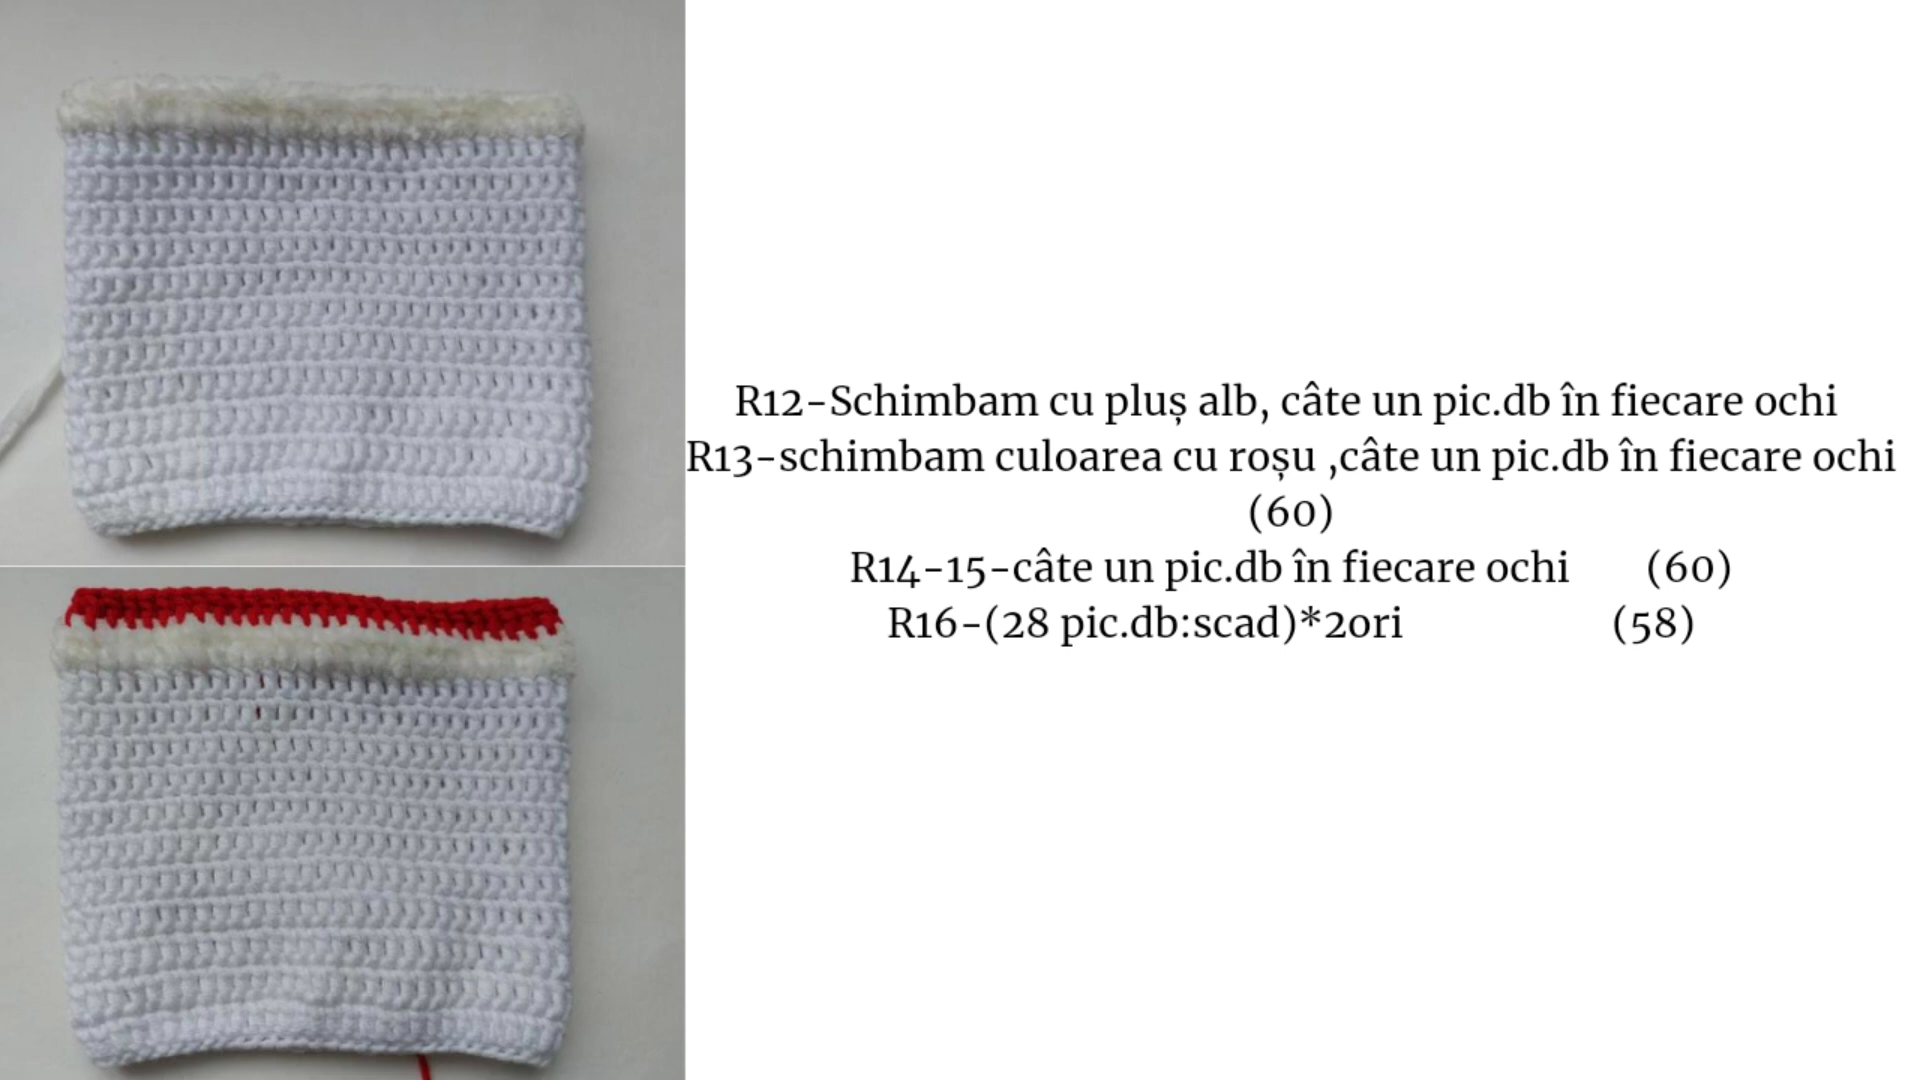 R12-Schimbam cu pluș alb, câte un pic.db în fiecare ochi
R13-schimbam culoarea cu roșu ,câte un pic.db în fiecare ochi
(60)
R14-15-câte un pic.db în fiecare ochi (60)
R16-(28 pic.db:scad)*2ori (58)